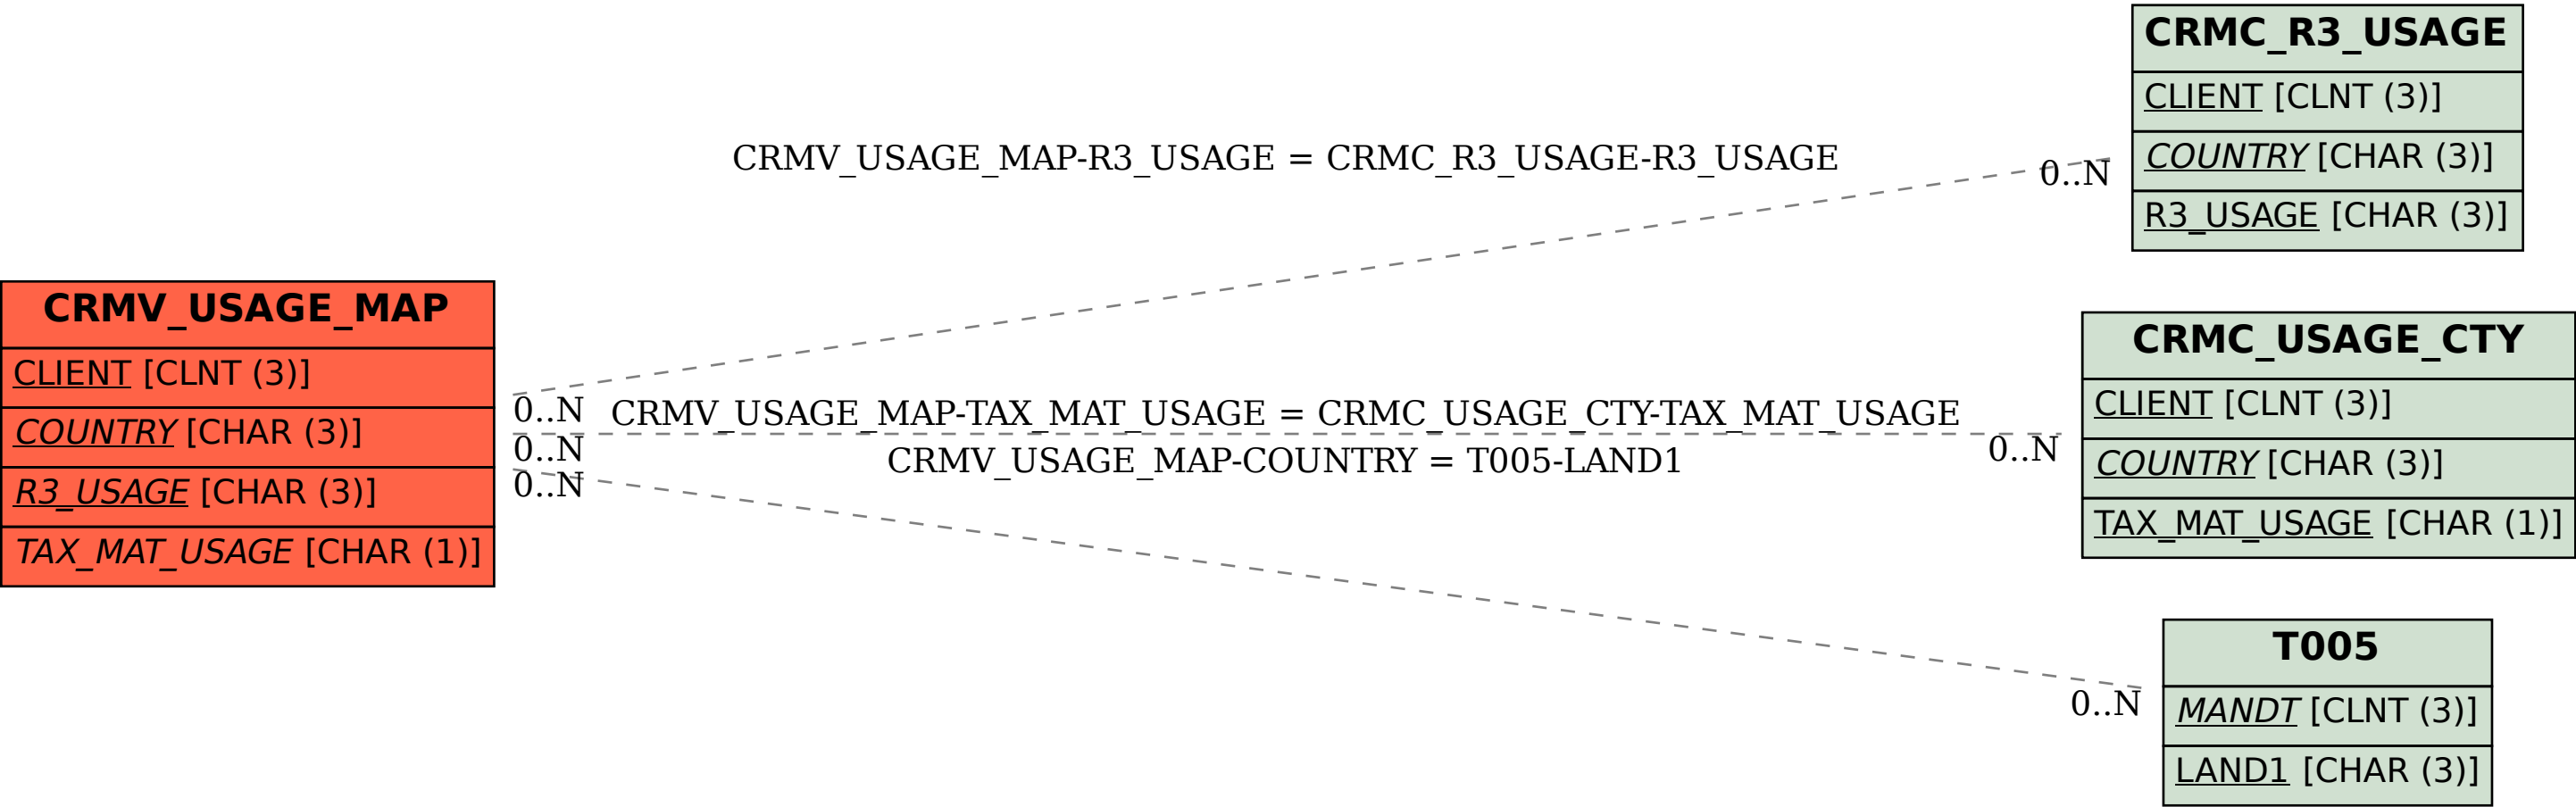 CRMV_USAGE_MAP
CLIENT [CLNT (3)]
COUNTRY [CHAR (3)]
R3_USAGE [CHAR (3)]
TAX_MAT_USAGE [CHAR (1)]
CRMV_USAGE_MAP-R3_USAGE = CRMC_R3_USAGE-R3_USAGE
0..N
0..N
CRMV_USAGE_MAP-TAX_MAT_USAGE = CRMC_USAGE_CTY-TAX_MAT_USAGE
0..N
0..N
CRMV_USAGE_MAP-COUNTRY = T005-LAND1
0..N
0..N
CRMC_R3_USAGE
CLIENT [CLNT (3)]
COUNTRY [CHAR (3)]
R3_USAGE [CHAR (3)]
CRMC_USAGE_CTY
CLIENT [CLNT (3)]
COUNTRY [CHAR (3)]
TAX_MAT_USAGE [CHAR (1)]
T005
MANDT [CLNT (3)]
LAND1 [CHAR (3)]